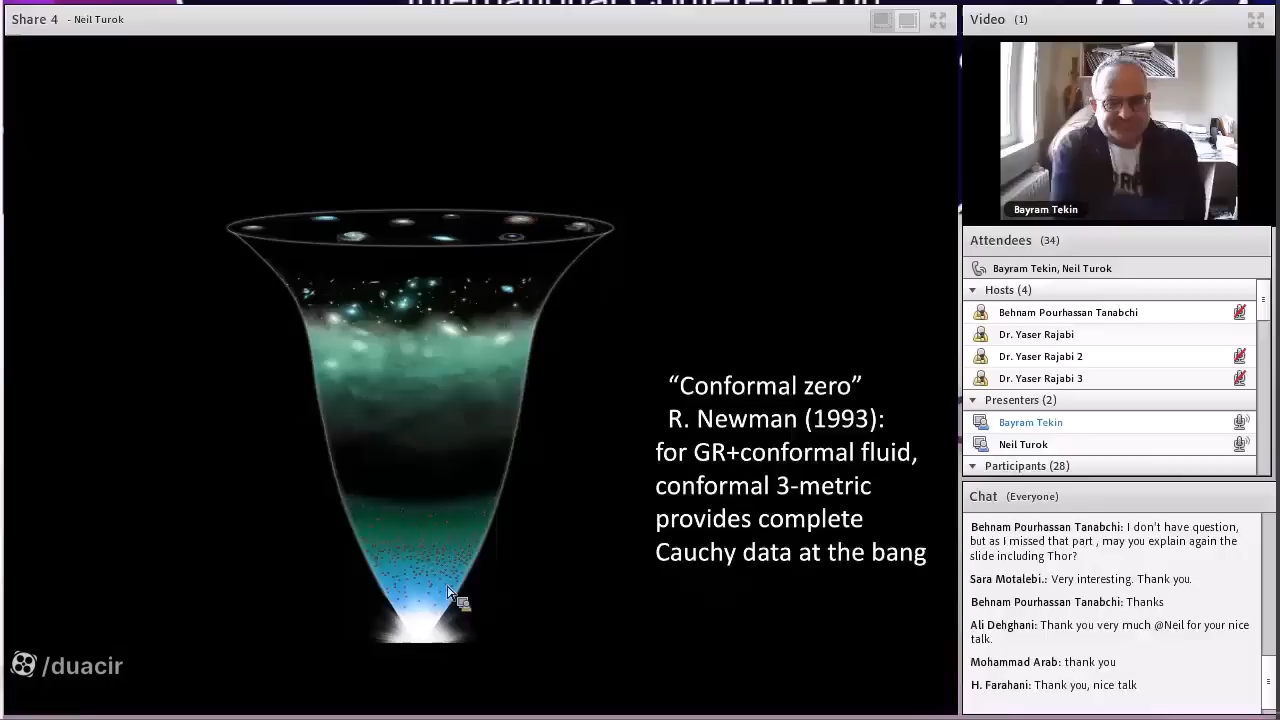 International Conference on
Share 4 - Neil Turok
“Conformal zero”
R. Newman (1993):
for GR+conformal fluid,
conformal 3-metric
provides complete
Cauchy data at the bang
/duacir
Video (1)
Bayram Tekin
Attendees (34)
Bayram Tekin, Neil Turok
Hosts (4)
Behnam Pourhassan Tanabchi
Dr. Yaser Rajabi
Dr. Yaser Rajabi 2
Dr. Yaser Rajabi 3
Presenters (2)
Bayram Tekin
Neil Turok
Participants (28)
Chat (Everyone)
Behnam Pourhassan Tanabchi: I don't have question,
but as I missed that part , may you explain again the
slide including Thor?
Sara Motalebi.: Very interesting. Thank you.
Behnam Pourhassan Tanabchi: Thanks
Ali Dehghani: Thank you very much @Neil for your nice
talk.
Mohammad Arab: thank you
H. Farahani: Thank you, nice talk